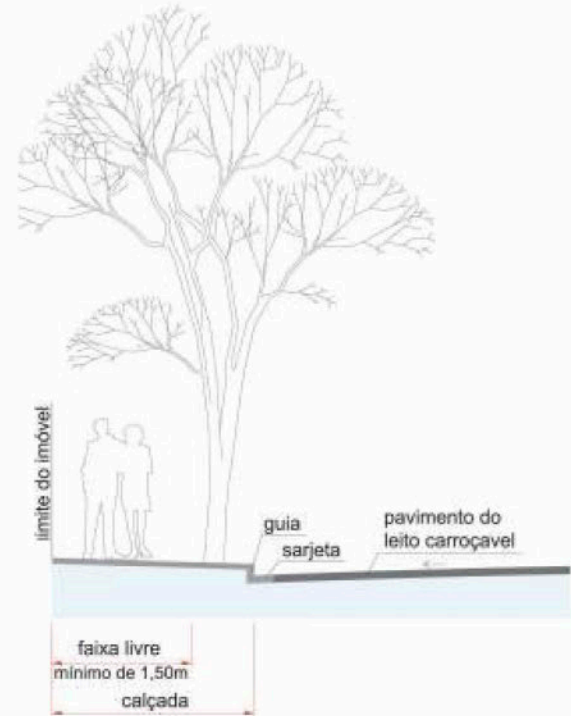 limite do imóvel
guia
sarjeta
pavimento do
leito carroçavel
faixa livre
mínimo de 1,50m
calçada